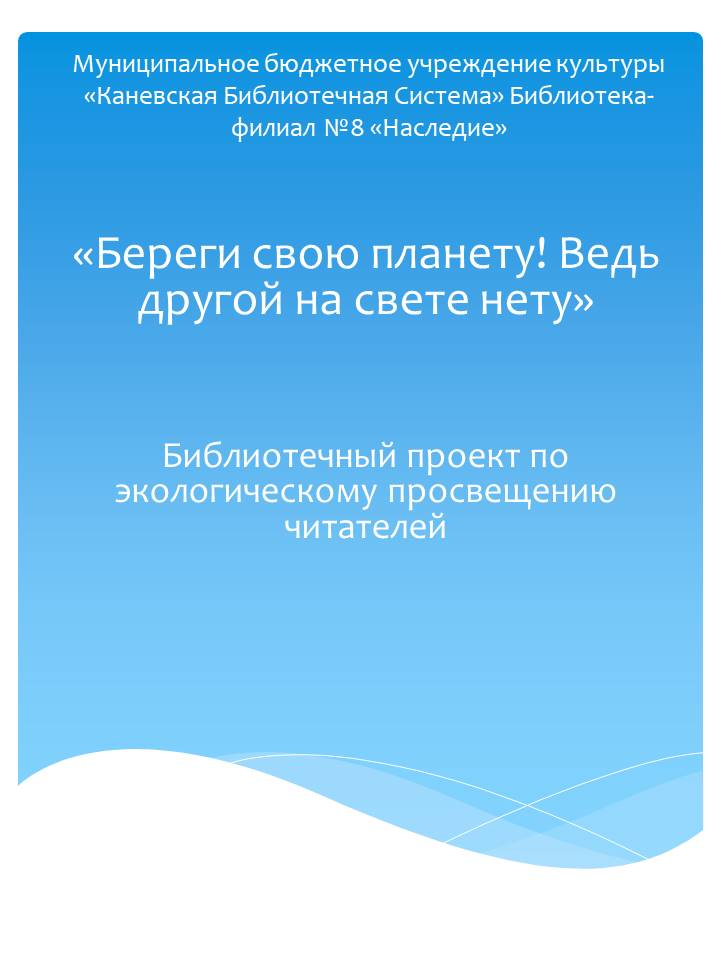 Муниципальное бюджетное учреждение культуры
«Каневская Библиотечная Система» Библиотека-
филиал №8 «Наследие»
«Береги свою планету! Ведь
другой на свете нету»
Библиотечный проект по
экологическому просвещению
читателей